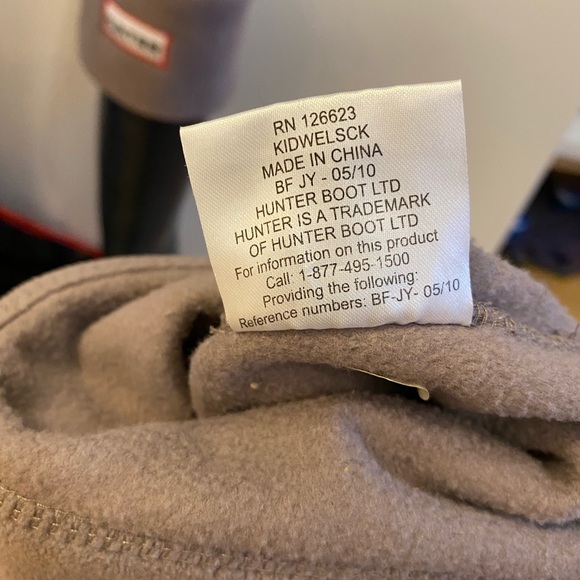 RN 126623
KIDWELSCK
MADE IN CHINA
BF JY - 05/10
HUNTER BOOT LTD
HUNTER IS A TRADEMARK
OF HUNTER BOOT LTD
For information on this product
Call: 1-877-495-1500
Providing the following:
Reference numbers: BF-JY- 05/10